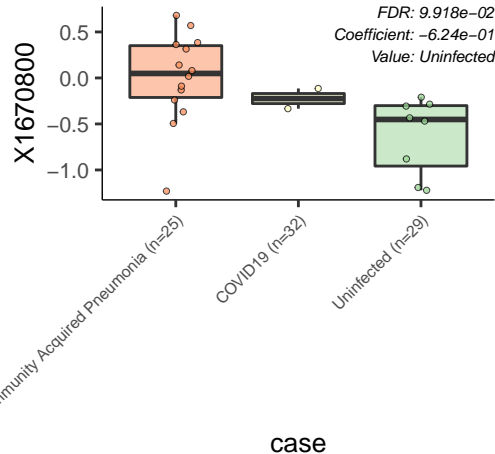 FDR: 9.918e−02
Coefficient: −6.24e−01
Value: Uninfected
X1670800
0.5
0.0
−0.5
−1.0
Acquired Pneumonia (n=25)
COVID19 (n=32)
Uninfected (n=29)
case